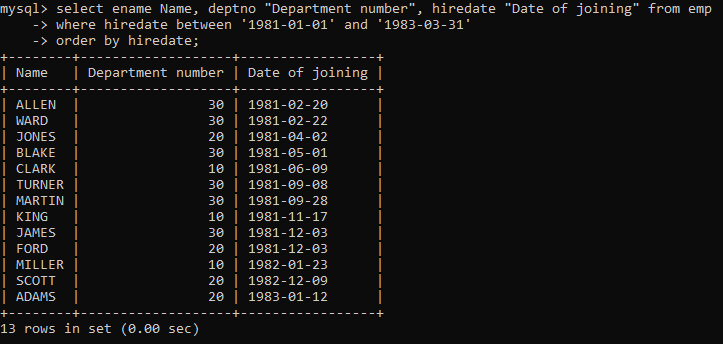 mysql> select ename Name, deptno "Department number", hiredate "Date of joining" from emp
    -> where hiredate between '1981-01-01' and '1983-03-31'
    -> order by hiredate;
+--------+-------------------+-----------------+
| Name   | Department number | Date of joining |
+--------+-------------------+-----------------+
| ALLEN  |                30 | 1981-02-20      |
| WARD   |                30 | 1981-02-22      |
| JONES  |                20 | 1981-04-02      |
| BLAKE  |                30 | 1981-05-01      |
| CLARK  |                10 | 1981-06-09      |
| TURNER |                30 | 1981-09-08      |
| MARTIN |                30 | 1981-09-28      |
| KING   |                10 | 1981-11-17      |
| JAMES  |                30 | 1981-12-03      |
| FORD   |                20 | 1981-12-03      |
| MILLER |                10 | 1982-01-23      |
| SCOTT  |                20 | 1982-12-09      |
| ADAMS  |                20 | 1983-01-12      |
+--------+-------------------+-----------------+
13 rows in set (0.00 sec)